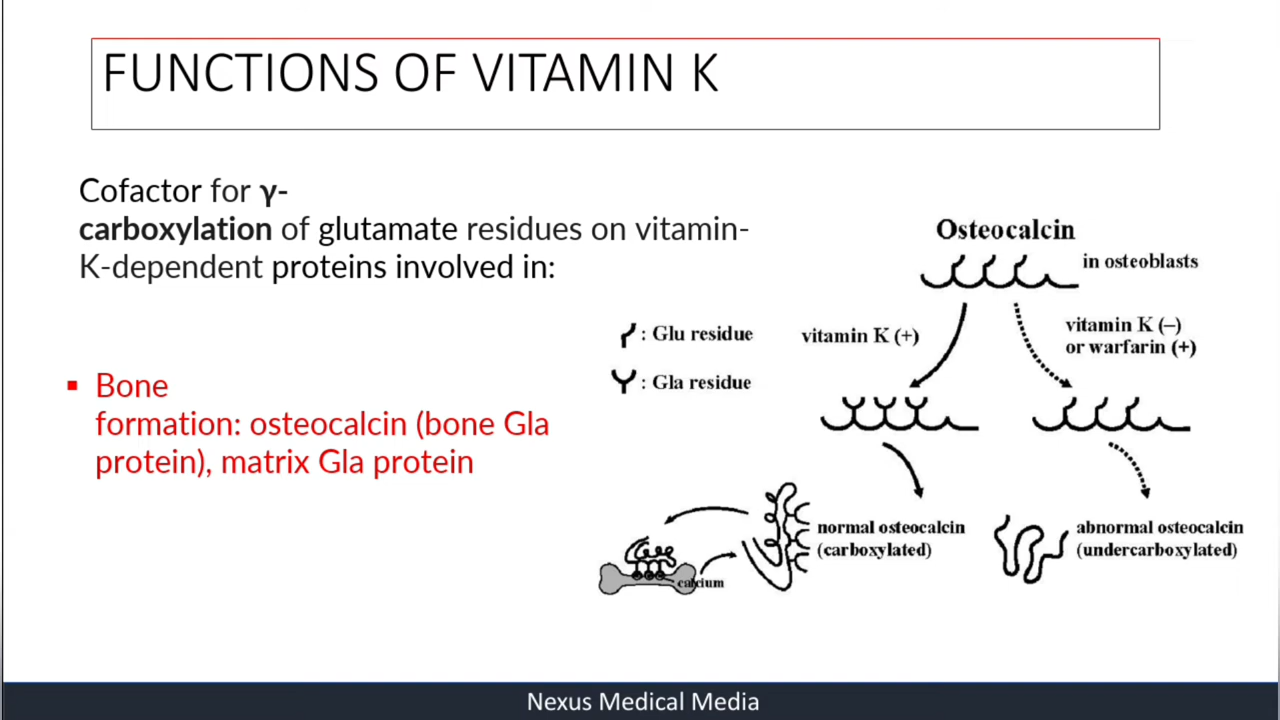 FUNCTIONS OF VITAMIN K
Cofactor for γ-
carboxylation of glutamate residues on vitamin-
K-dependent proteins involved in:
Bone
formation: osteocalcin (bone Gla
protein), matrix Gla protein
Osteocalcin
in osteoblasts
: Glu residue
: Gla residue
vitamin K (+)
vitamin K (–)
or warfarin (+)
normal osteocalcin
(carboxylated)
abnormal osteocalcin
(undercarboxylated)
calcium
Nexus Medical Media